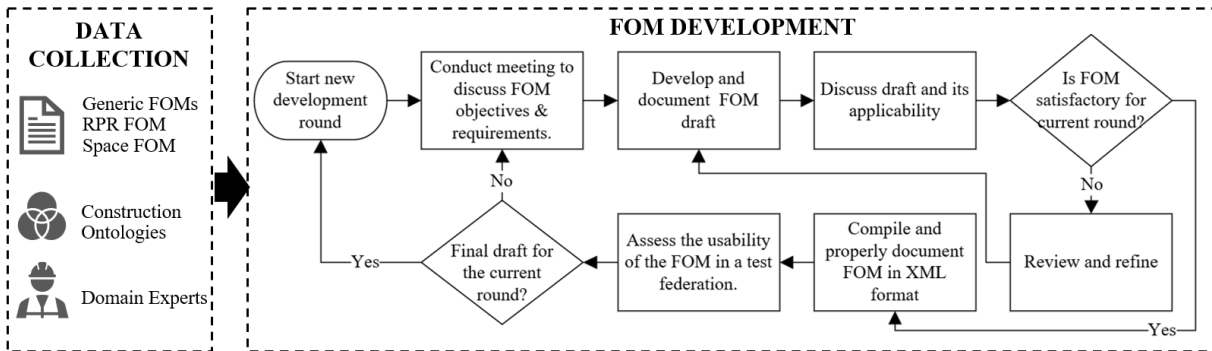 DATA
COLLECTION
Generic FOMs
RPR FOM
Space FOM
Construction
Ontologies
Domain Experts
FOM DEVELOPMENT
Start new
development
round
Conduct meeting to
discuss FOM
objectives &
requirements.
Develop and
document FOM
draft
Discuss draft and its
applicability
Is FOM
satisfactory for
current round?
No
Review and refine
Yes
Compile and
properly document
FOM in XML
format
Assess the usability
of the FOM in a test
federation.
Final draft for
the current
round?
No
Yes